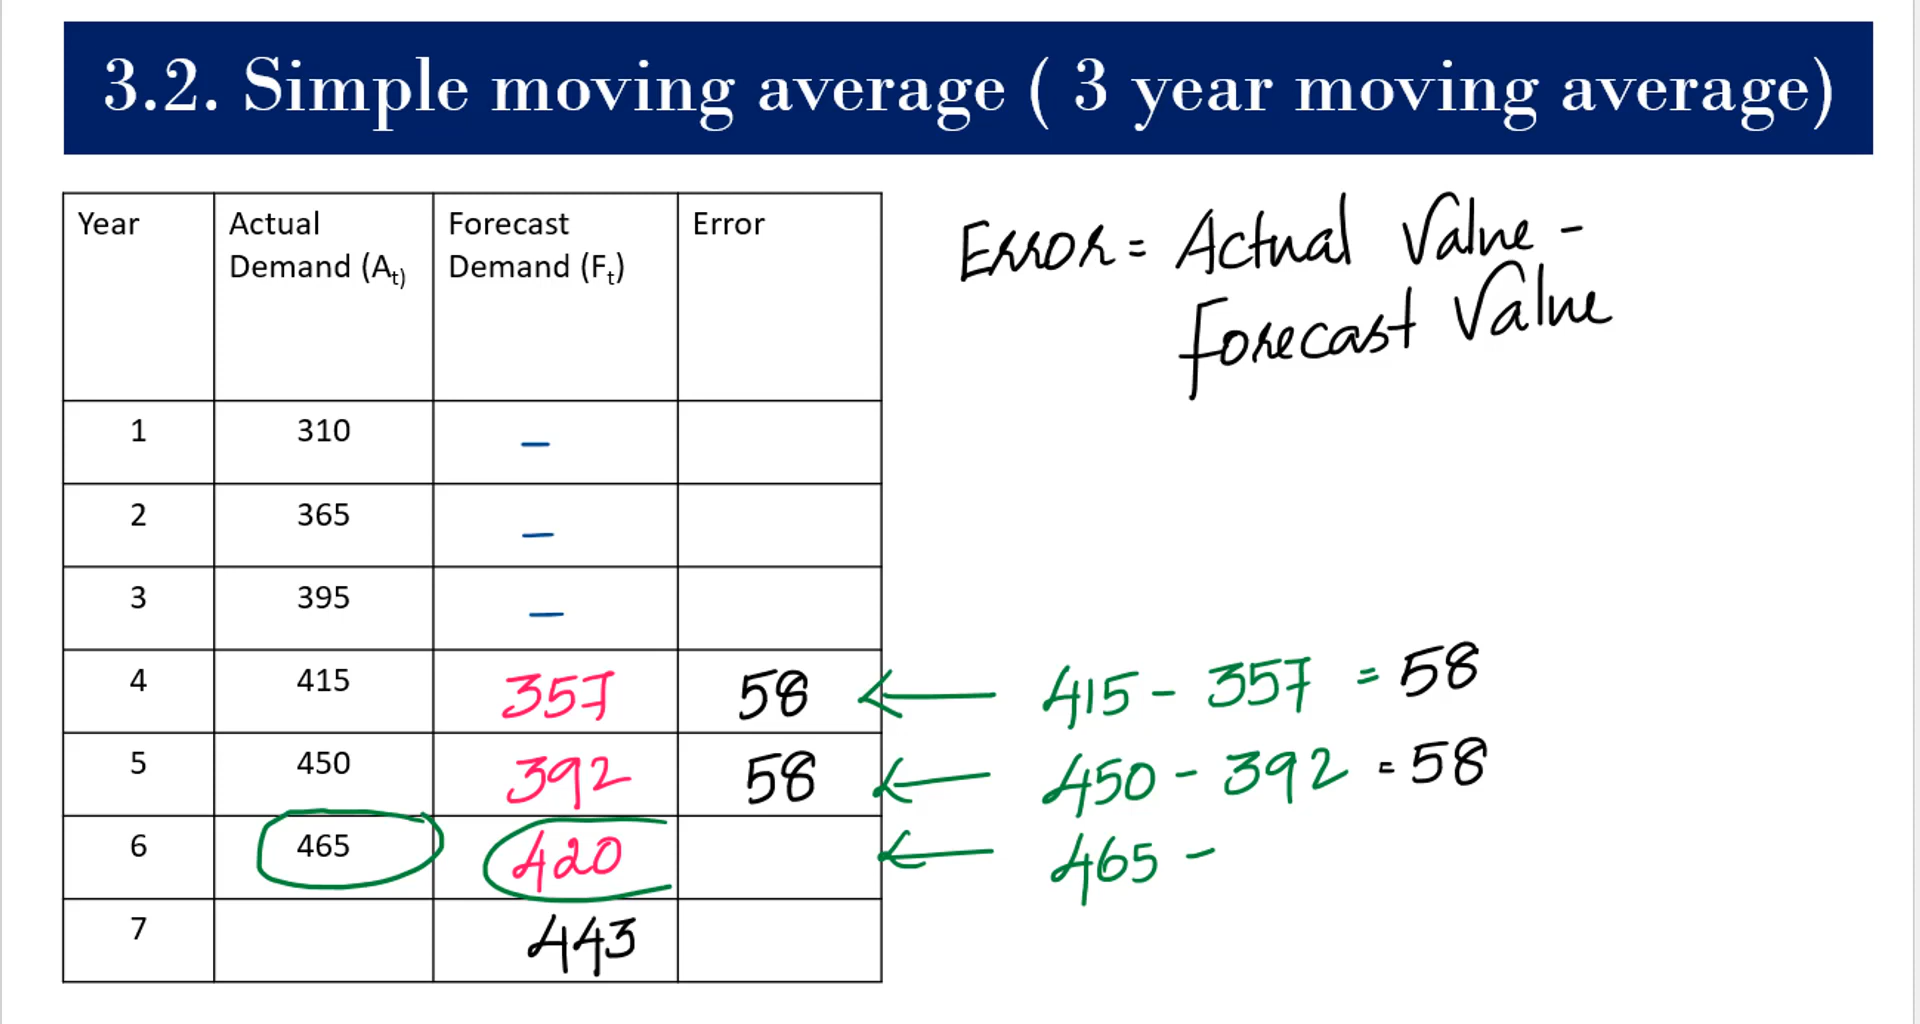 3.2. Simple moving average ( 3 year moving average)
Year Actual Demand (At) Forecast Demand (Ft) Error
Error = Actual Value -
Forecast Value
1 310 –
2 365 –
3 395 –
4 415 357 58 ← 415 - 357 = 58
5 450 392 58 ← 450 - 392 = 58
6 465 420 ← 465 -
7 443